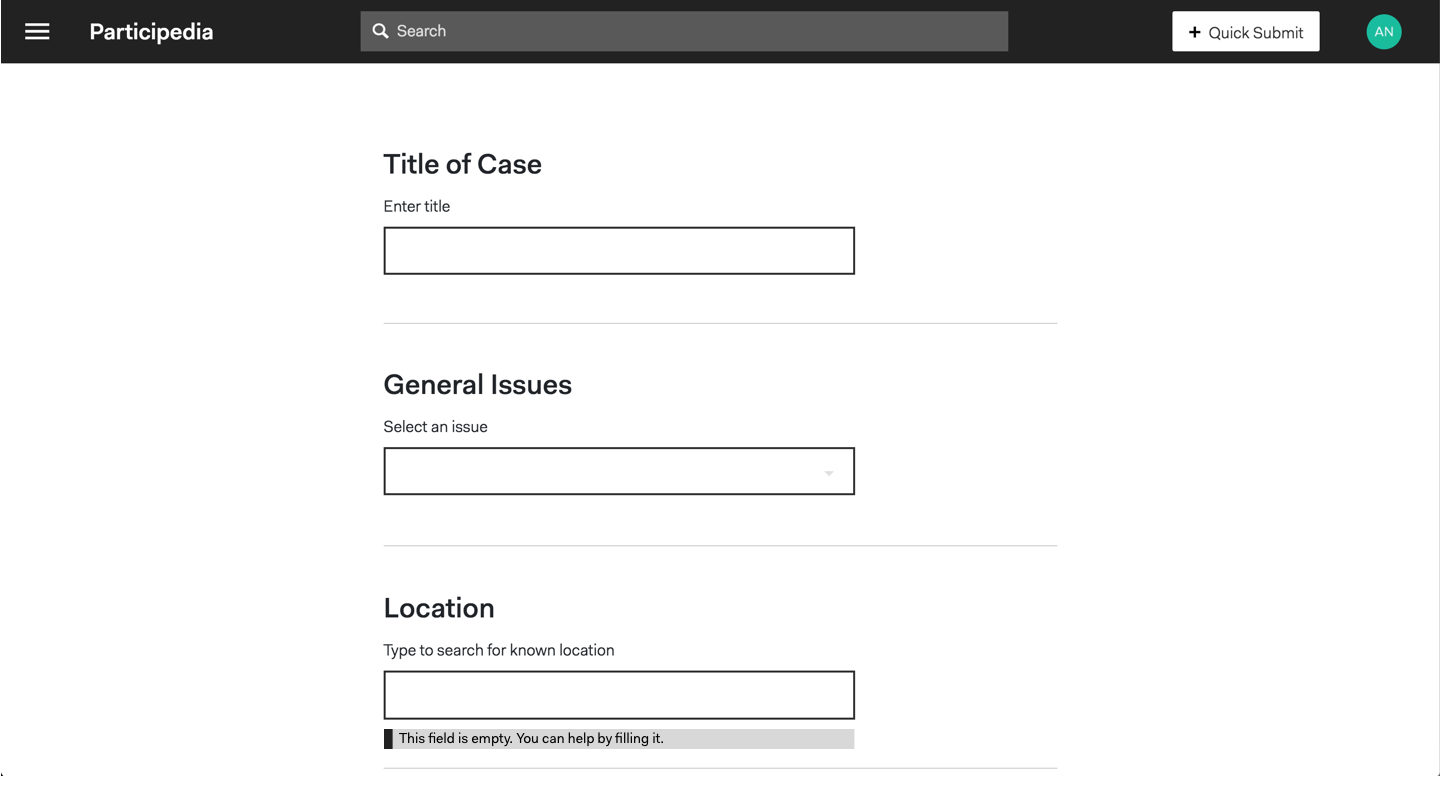 Participedia
Search
+ Quick Submit
AN
Title of Case
Enter title
General Issues
Select an issue
Location
Type to search for known location
This field is empty. You can help by filling it.